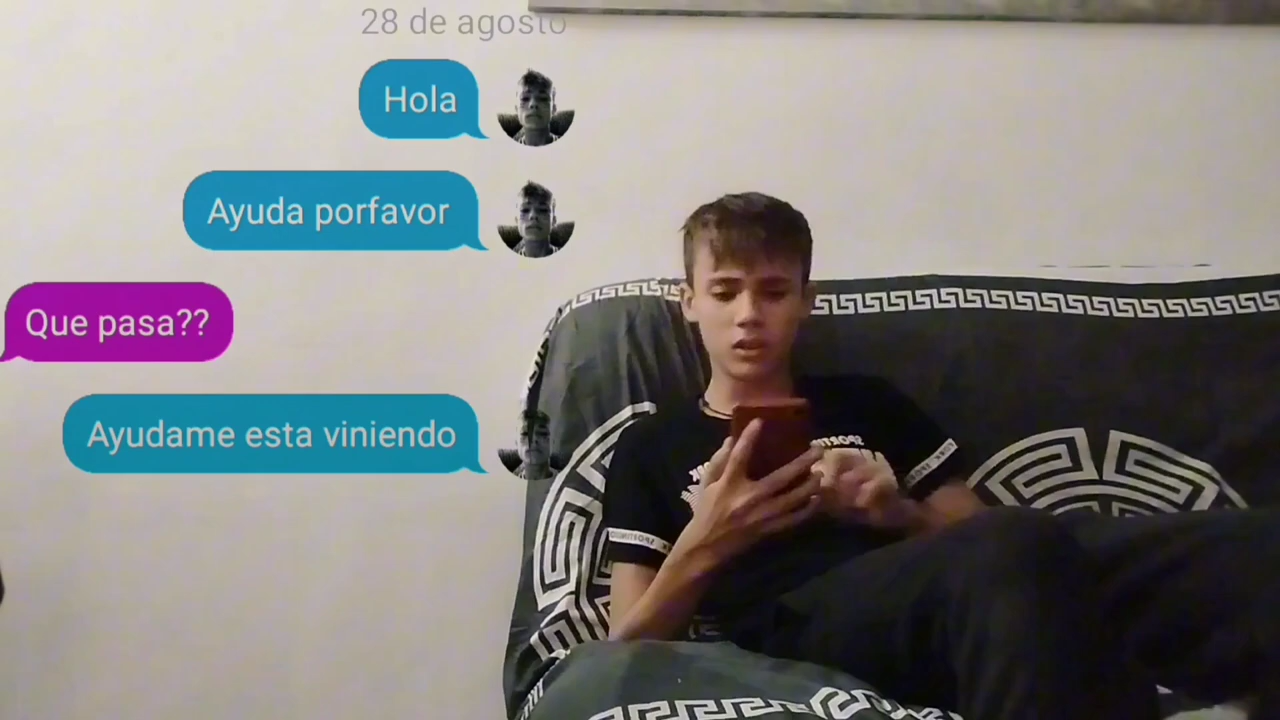 28 de agosto
Hola
Ayuda porfavor
Que pasa??
Ayudame esta viniendo